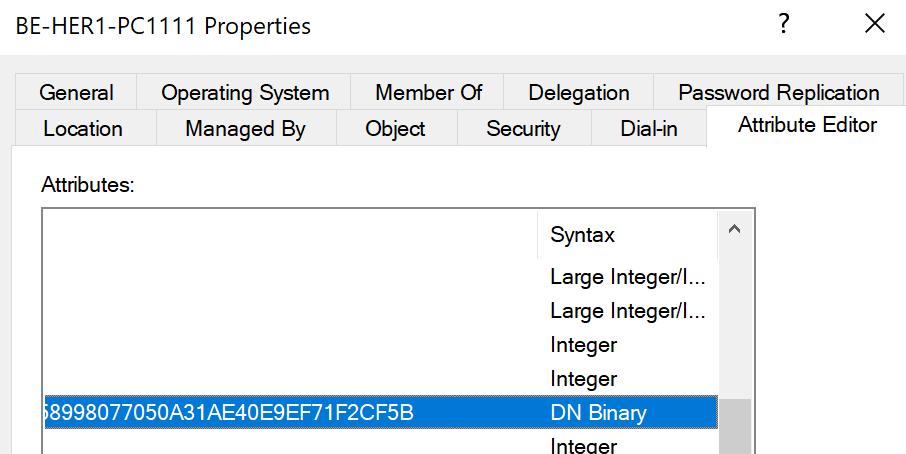 BE-HER1-PC1111 Properties ?
General Operating System Member Of Delegation Password Replication
Location Managed By Object Security Dial-in Attribute Editor
Attributes:
Syntax
Large Integer/I...
Large Integer/I...
Integer
Integer
58998077050A31AE40E9EF71F2CF5B DN Binary
Integer